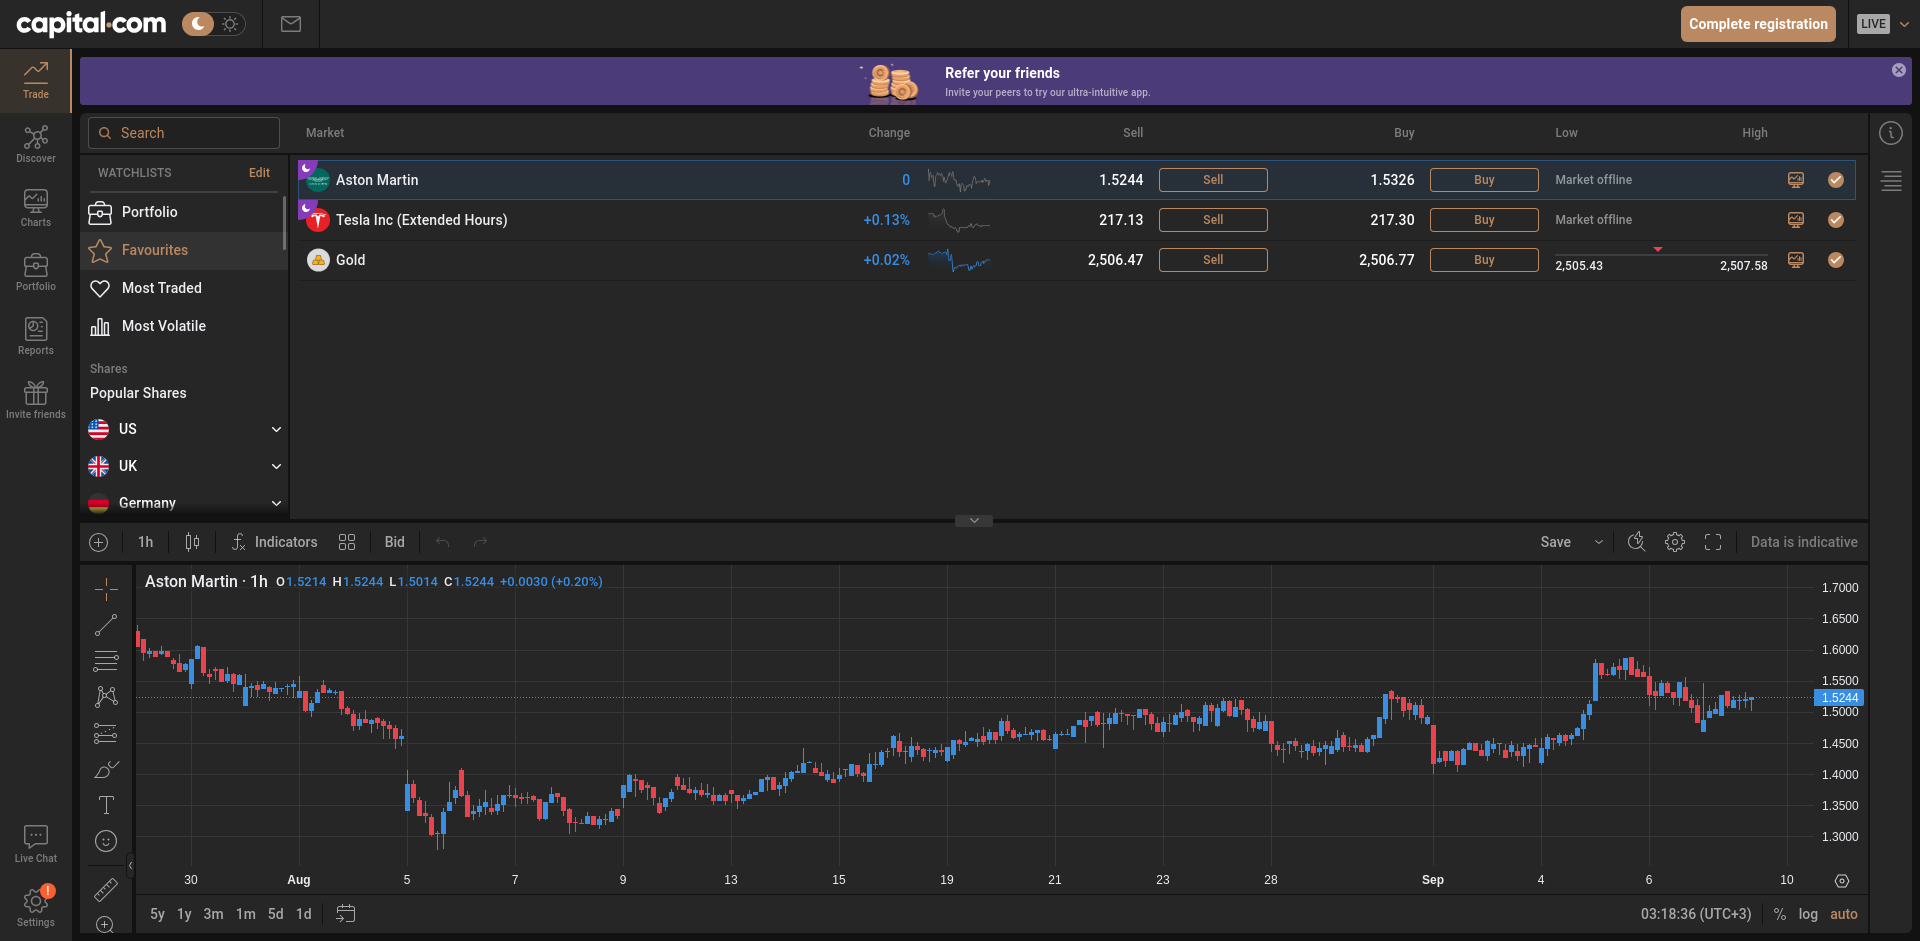 capital.com
Complete registration
LIVE
Trade
Discover
Charts
Portfolio
Reports
Invite friends
Live Chat
!
Settings
Refer your friends
Invite your peers to try our ultra-intuitive app.
Search
WATCHLISTS Edit
Portfolio
Favourites
Most Traded
Most Volatile
Shares
Popular Shares
US
UK
Germany
Market Change Sell Buy Low High
Aston Martin 0 1.5244 Sell 1.5326 Buy Market offline
Tesla Inc (Extended Hours) +0.13% 217.13 Sell 217.30 Buy Market offline
Gold +0.02% 2,506.47 Sell 2,506.77 Buy 2,505.43 2,507.58
1h Indicators Bid Save Data is indicative
Aston Martin · 1h O1.5214 H1.5244 L1.5014 C1.5244 +0.0030 (+0.20%)
1.7000
1.6500
1.6000
1.5500
1.5244
1.5000
1.4500
1.4000
1.3500
1.3000
30 Aug 5 7 9 13 15 19 21 23 28 Sep 4 6 10
5y 1y 3m 1m 5d 1d 03:18:36 (UTC+3) % log auto